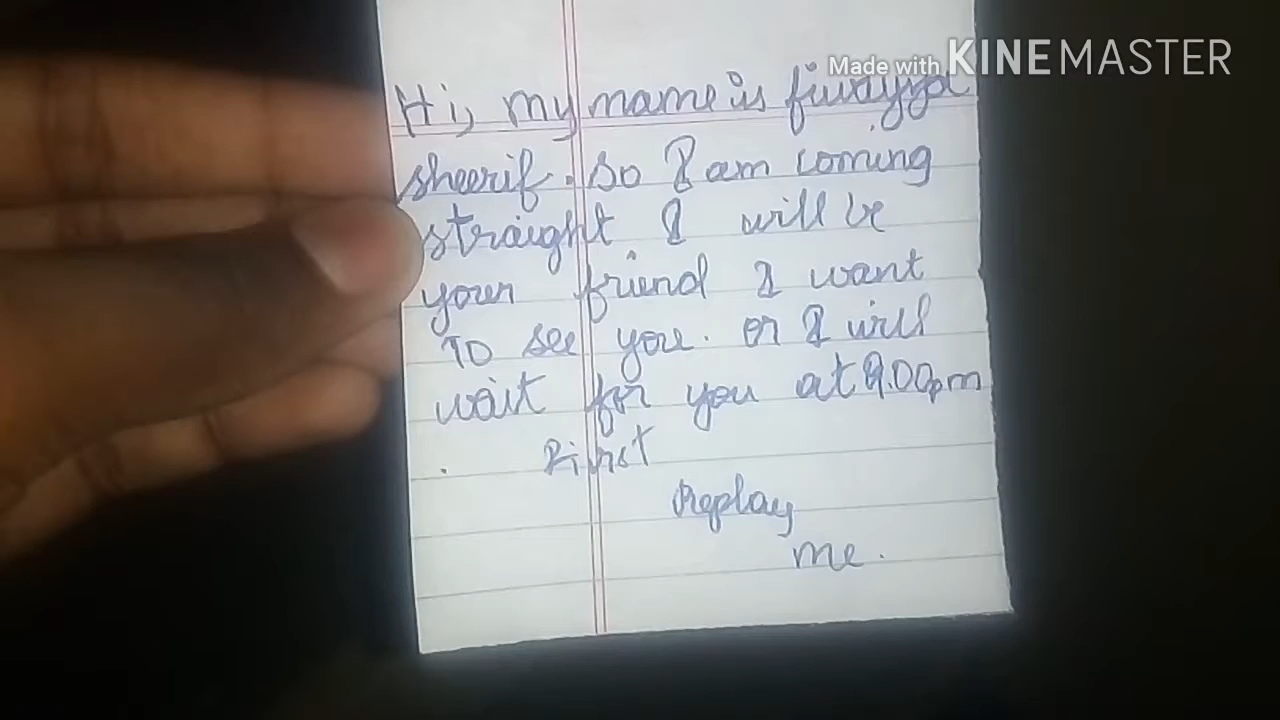 Made with KINEMASTER
Hi, my name is
sheerif. so I am coming
straight I will be
your friend I want
To see you. or I will
wait for you at 9.00pm
First
Replay
me.